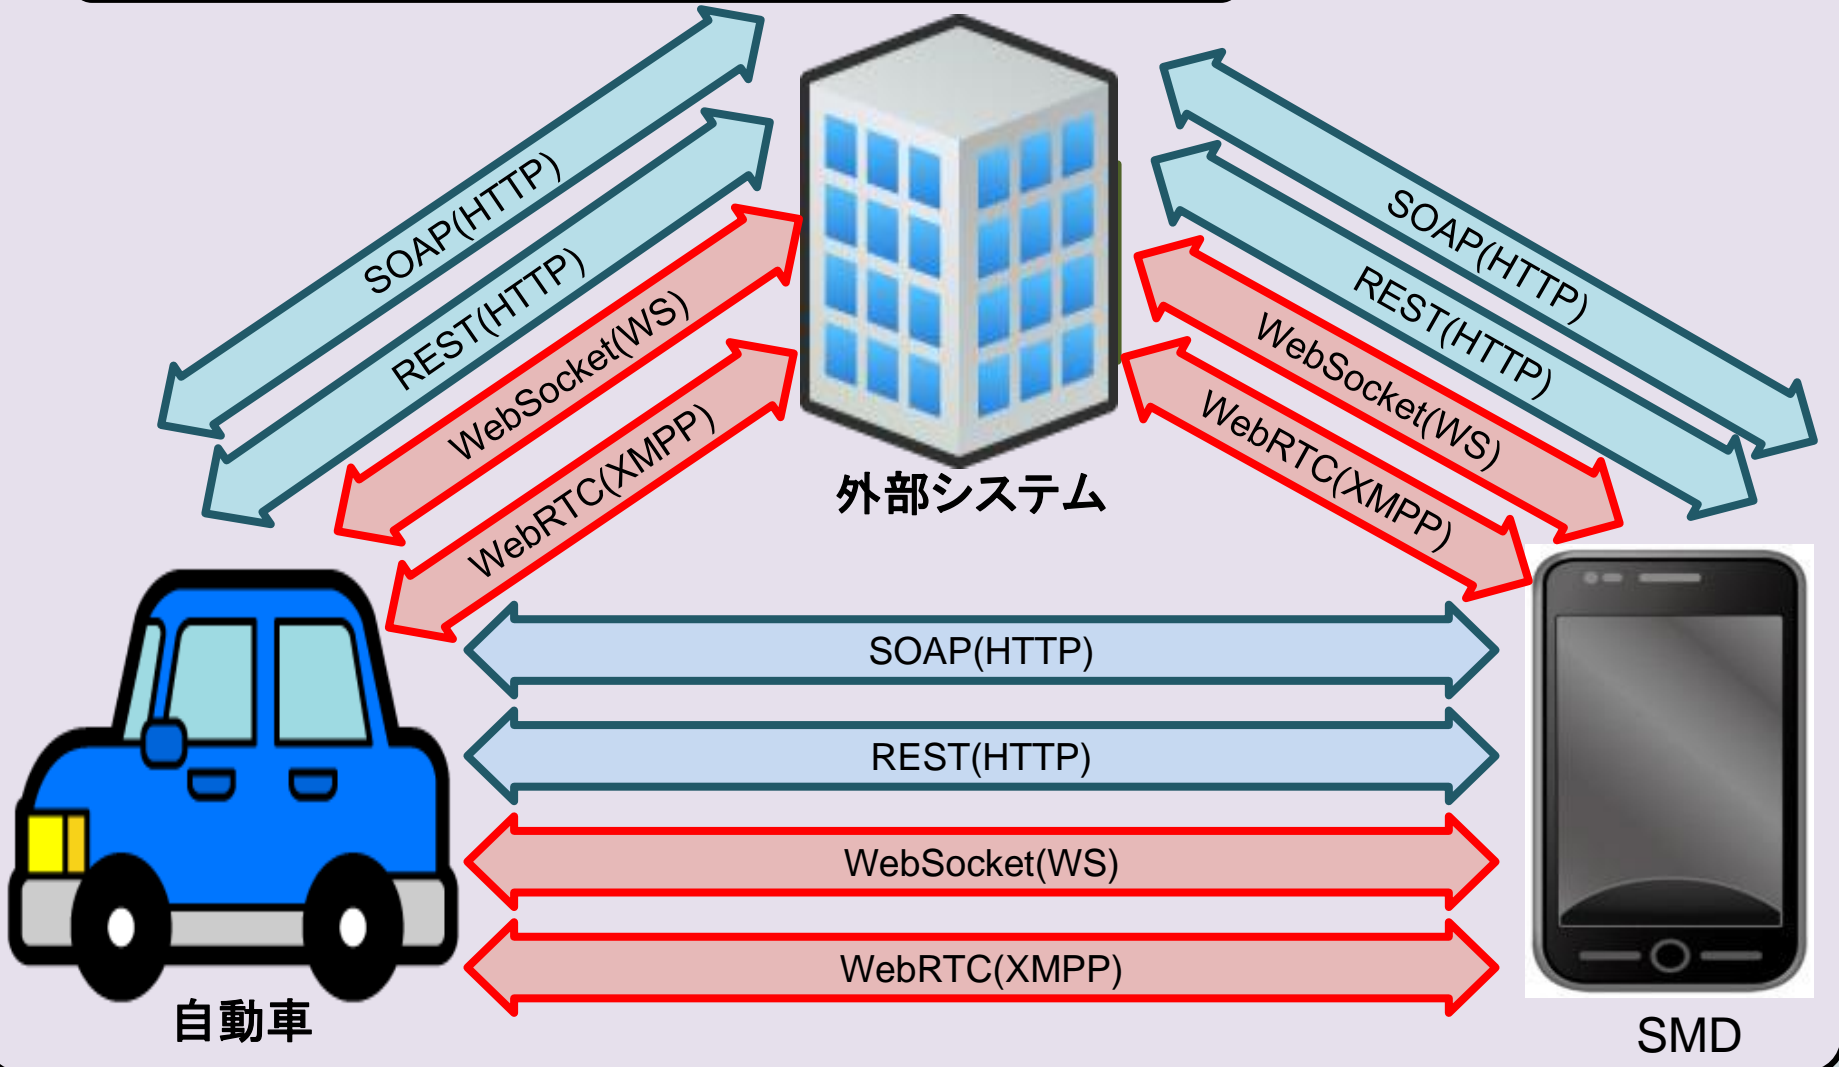 SOAP(HTTP)
REST(HTTP)
WebSocket(WS)
WebRTC(XMPP)
SOAP(HTTP)
REST(HTTP)
WebSocket(WS)
WebRTC(XMPP)
外部システム
SOAP(HTTP)
REST(HTTP)
WebSocket(WS)
WebRTC(XMPP)
自動車
SMD